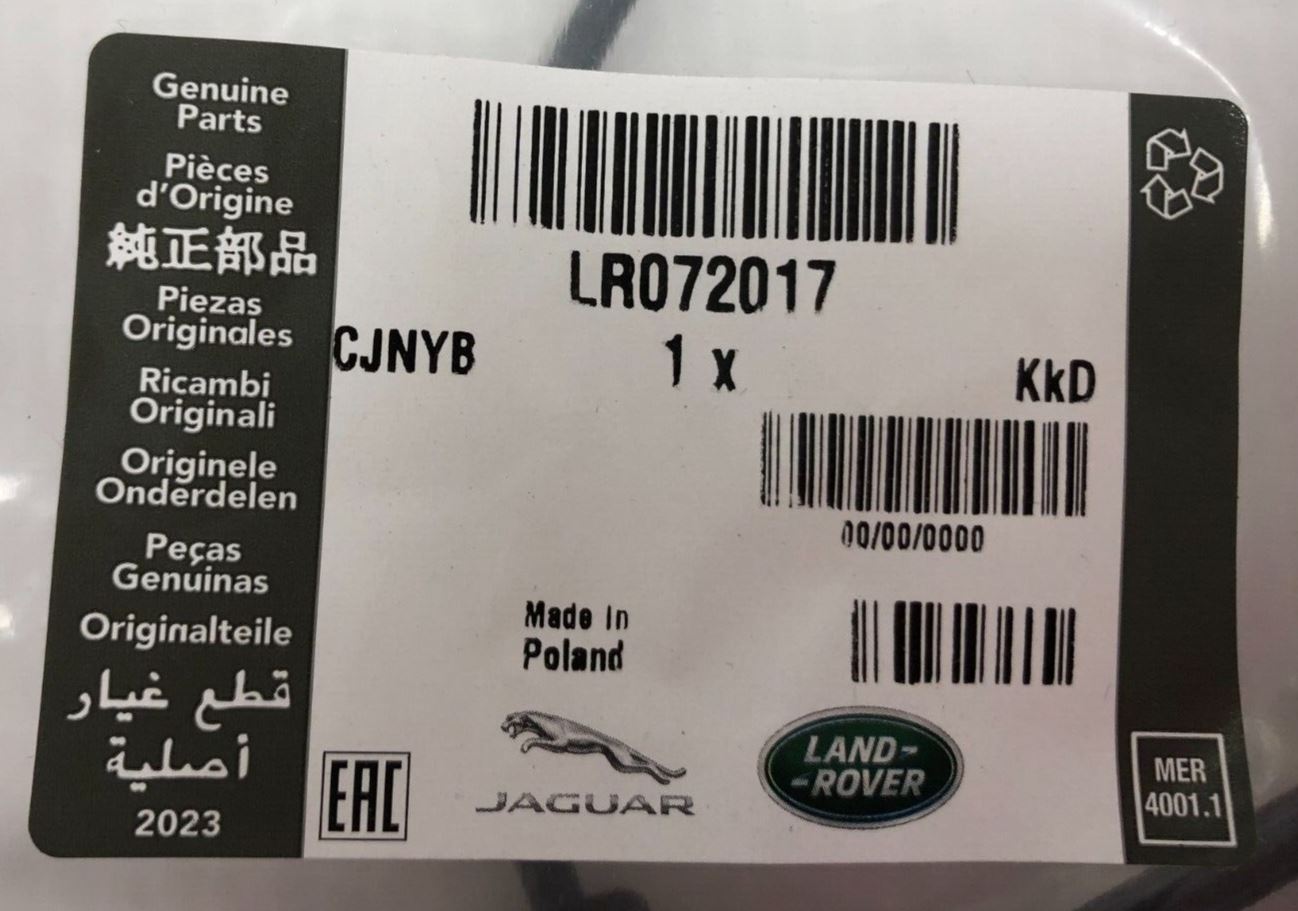 Genuine
Parts
Pièces
d'Origine
純正部品
Piezas
Originales
Ricambi
Originali
Originele
Onderdelen
Peças
Genuinas
Originalteile
قطع غيار
أصلية
2023
LR072017
CJNYB
1 x
KkD
00/00/0000
Made In
Poland
EAC
JAGUAR
LAND-
-ROVER
MER
4001.1